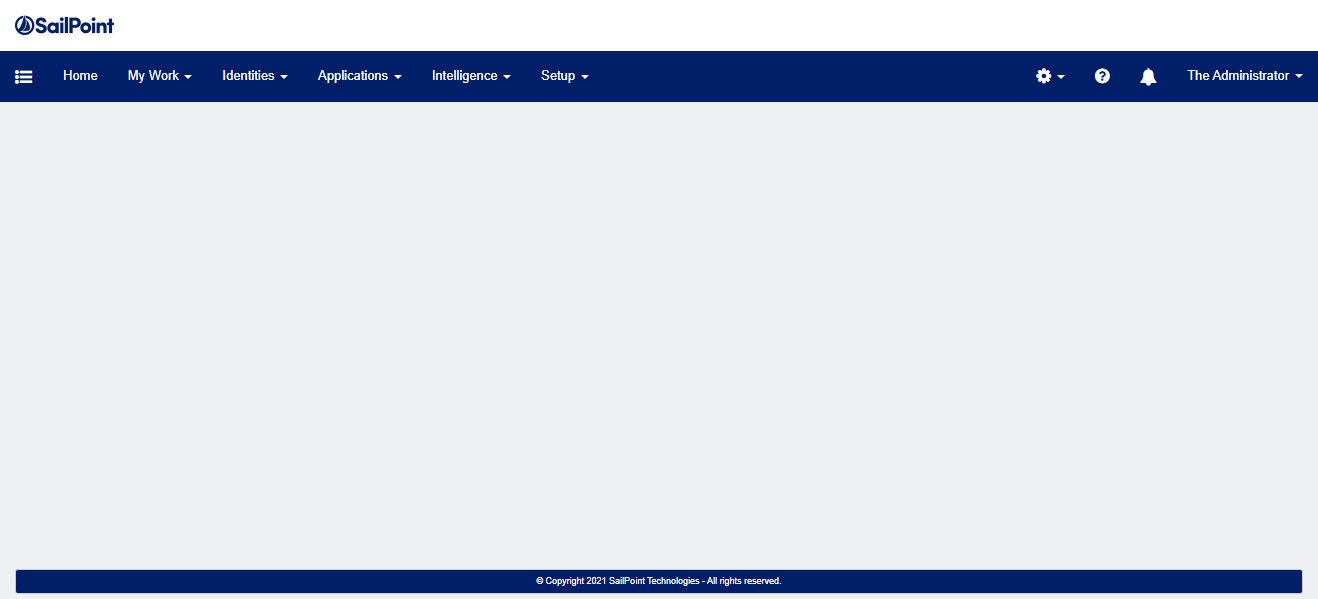 SailPoint
Home My Work Identities Applications Intelligence Setup The Administrator
© Copyright 2021 SailPoint Technologies - All rights reserved.